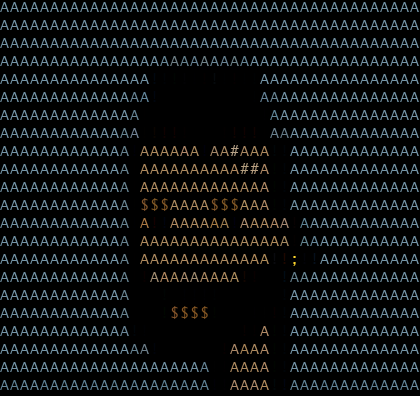 AAAAAAAAAAAAAAAAAAAAAAAAAAAAAAAAAAAAAAAAAA
AAAAAAAAAAAAAAAAAAAAAAAAAAAAAAAAAAAAAAAAAA
AAAAAAAAAAAAAAAAAAAAAAAAAAAAAAAAAAAAAAAAAA
AAAAAAAAAAAAAAAAAAAAAAAAAAAAAAAAAAAAAAAAAA
AAAAAAAAAAAAAAA           AAAAAAAAAAAAAAAA
AAAAAAAAAAAAAAA           AAAAAAAAAAAAAAAA
AAAAAAAAAAAAAA             AAAAAAAAAAAAAAA
AAAAAAAAAAAAAA             AAAAAAAAAAAAAAA
AAAAAAAAAAAAA AAAAAA AA#AAA  AAAAAAAAAAAAA
AAAAAAAAAAAAA AAAAAAAAAA##A  AAAAAAAAAAAAA
AAAAAAAAAAAAA AAAAAAAAAAAAA  AAAAAAAAAAAAA
AAAAAAAAAAAAA $$$AAAA$$$AAA  AAAAAAAAAAAAA
AAAAAAAAAAAAA A  AAAAAA AAAAA AAAAAAAAAAAA
AAAAAAAAAAAAA AAAAAAAAAAAAAAA AAAAAAAAAAAA
AAAAAAAAAAAAA AAAAAAAAAAAAA  ;  AAAAAAAAAA
AAAAAAAAAAAAA  AAAAAAAAA     AAAAAAAAAAAAA
AAAAAAAAAAAAA                AAAAAAAAAAAAA
AAAAAAAAAAAAA    $$$$        AAAAAAAAAAAAA
AAAAAAAAAAAAA             A  AAAAAAAAAAAAA
AAAAAAAAAAAAAAA        AAAA  AAAAAAAAAAAAA
AAAAAAAAAAAAAAAAAAAAA  AAAA  AAAAAAAAAAAAA
AAAAAAAAAAAAAAAAAAAAA  AAAA  AAAAAAAAAAAAA